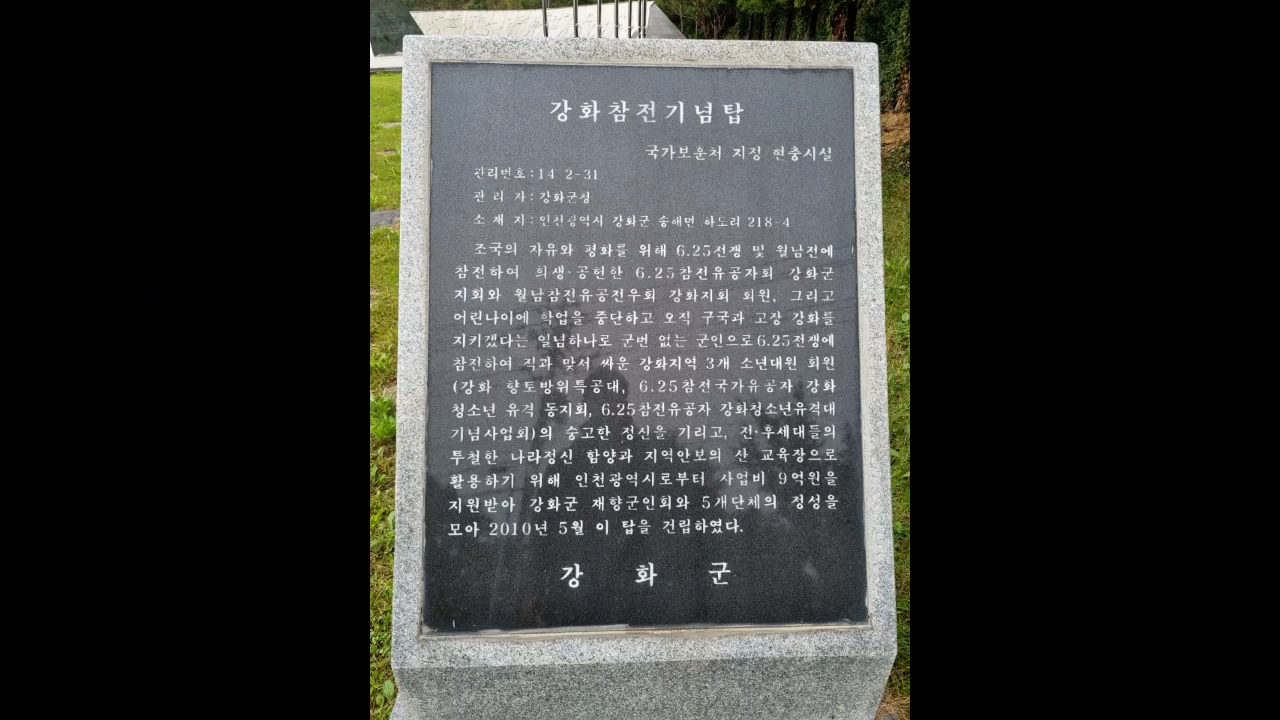 강화참전기념탑
국가보훈처 지정 현충시설
관리번호:14 2-31
관 리 자:강화군청
소 재 지:인천광역시 강화군 송해면 하도리 218-4
조국의 자유와 평화를 위해 6.25전쟁 및 월남전에
참전하여 희생·공헌한 6.25참전유공자회 강화군
지회와 월남참전유공전우회 강화지회 회원, 그리고
어린나이에 학업을 중단하고 오직 구국과 고장 강화를
지키겠다는 일념하나로 군번 없는 군인으로6.25전쟁에
참전하여 적과 맞서 싸운 강화지역 3개 소년대원 회원
(강화 향토방위특공대, 6.25참전국가유공자 강화
청소년 유격 동지회, 6.25참전유공자 강화청소년유격대
기념사업회)의 숭고한 정신을 기리고, 전·후세대들의
투철한 나라정신 함양과 지역안보의 산 교육장으로
활용하기 위해 인천광역시로부터 사업비 9억원을
지원받아 강화군 재향군인회와 5개단체의 정성을
모아 2010년 5월 이 탑을 건립하였다.
강 화 군